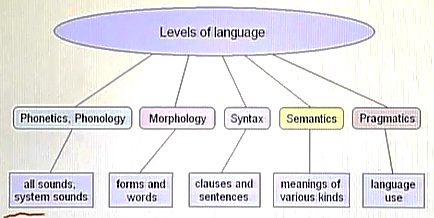 Levels of language
Phonetics, Phonology
Morphology
Syntax
Semantics
Pragmatics
all sounds,
system sounds
forms and
words
clauses and
sentences
meanings of
various kinds
language
use